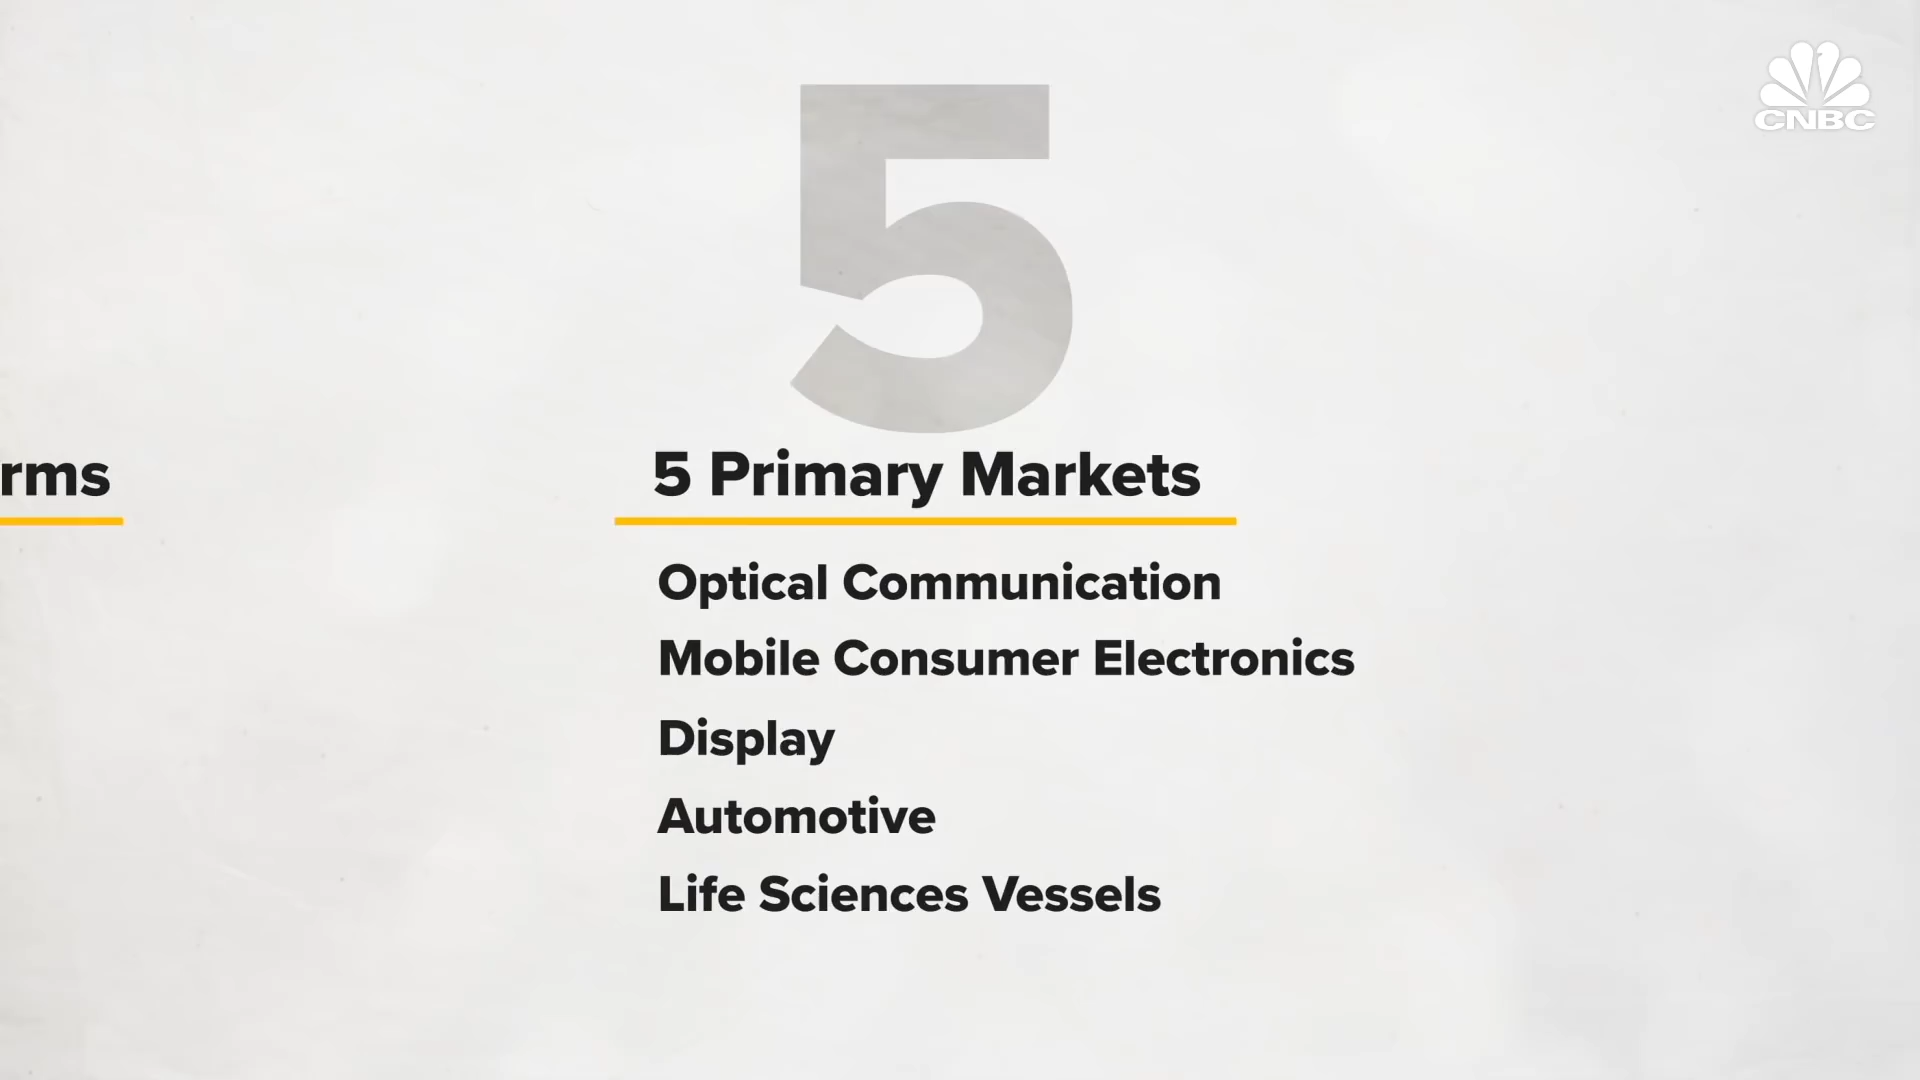 CNBC
5
rms
5 Primary Markets
Optical Communication
Mobile Consumer Electronics
Display
Automotive
Life Sciences Vessels